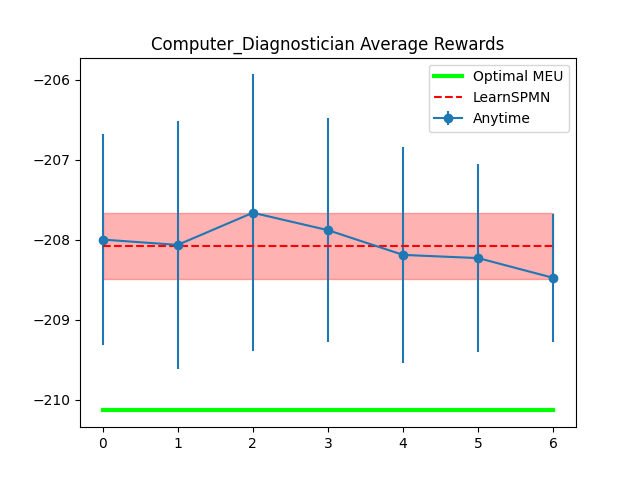 Computer_Diagnostician Average Rewards
Optimal MEU
LearnSPMN
Anytime
−206
−207
−208
−209
−210
0 1 2 3 4 5 6